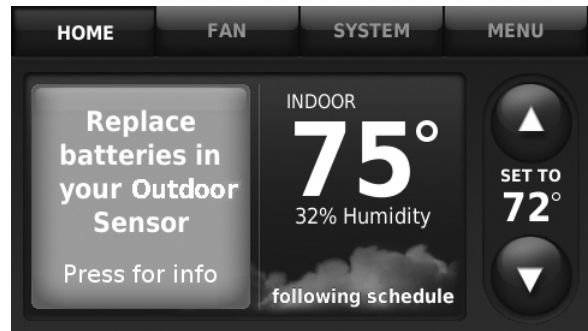 HOME FAN SYSTEM MENU
Replace
batteries in
your Outdoor
Sensor
Press for info
INDOOR
75°
32% Humidity
following schedule
SET TO
72°